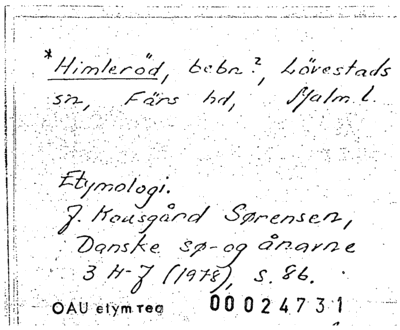 *Himleröd, bebn?, Lövestads
sn, Färs hd, Malm. l.
Etymologi.
J. Kousgård Sørensen,
Danske sø- og ånavne
3 H-J (1978), s. 86.
OAU etym reg 00024731